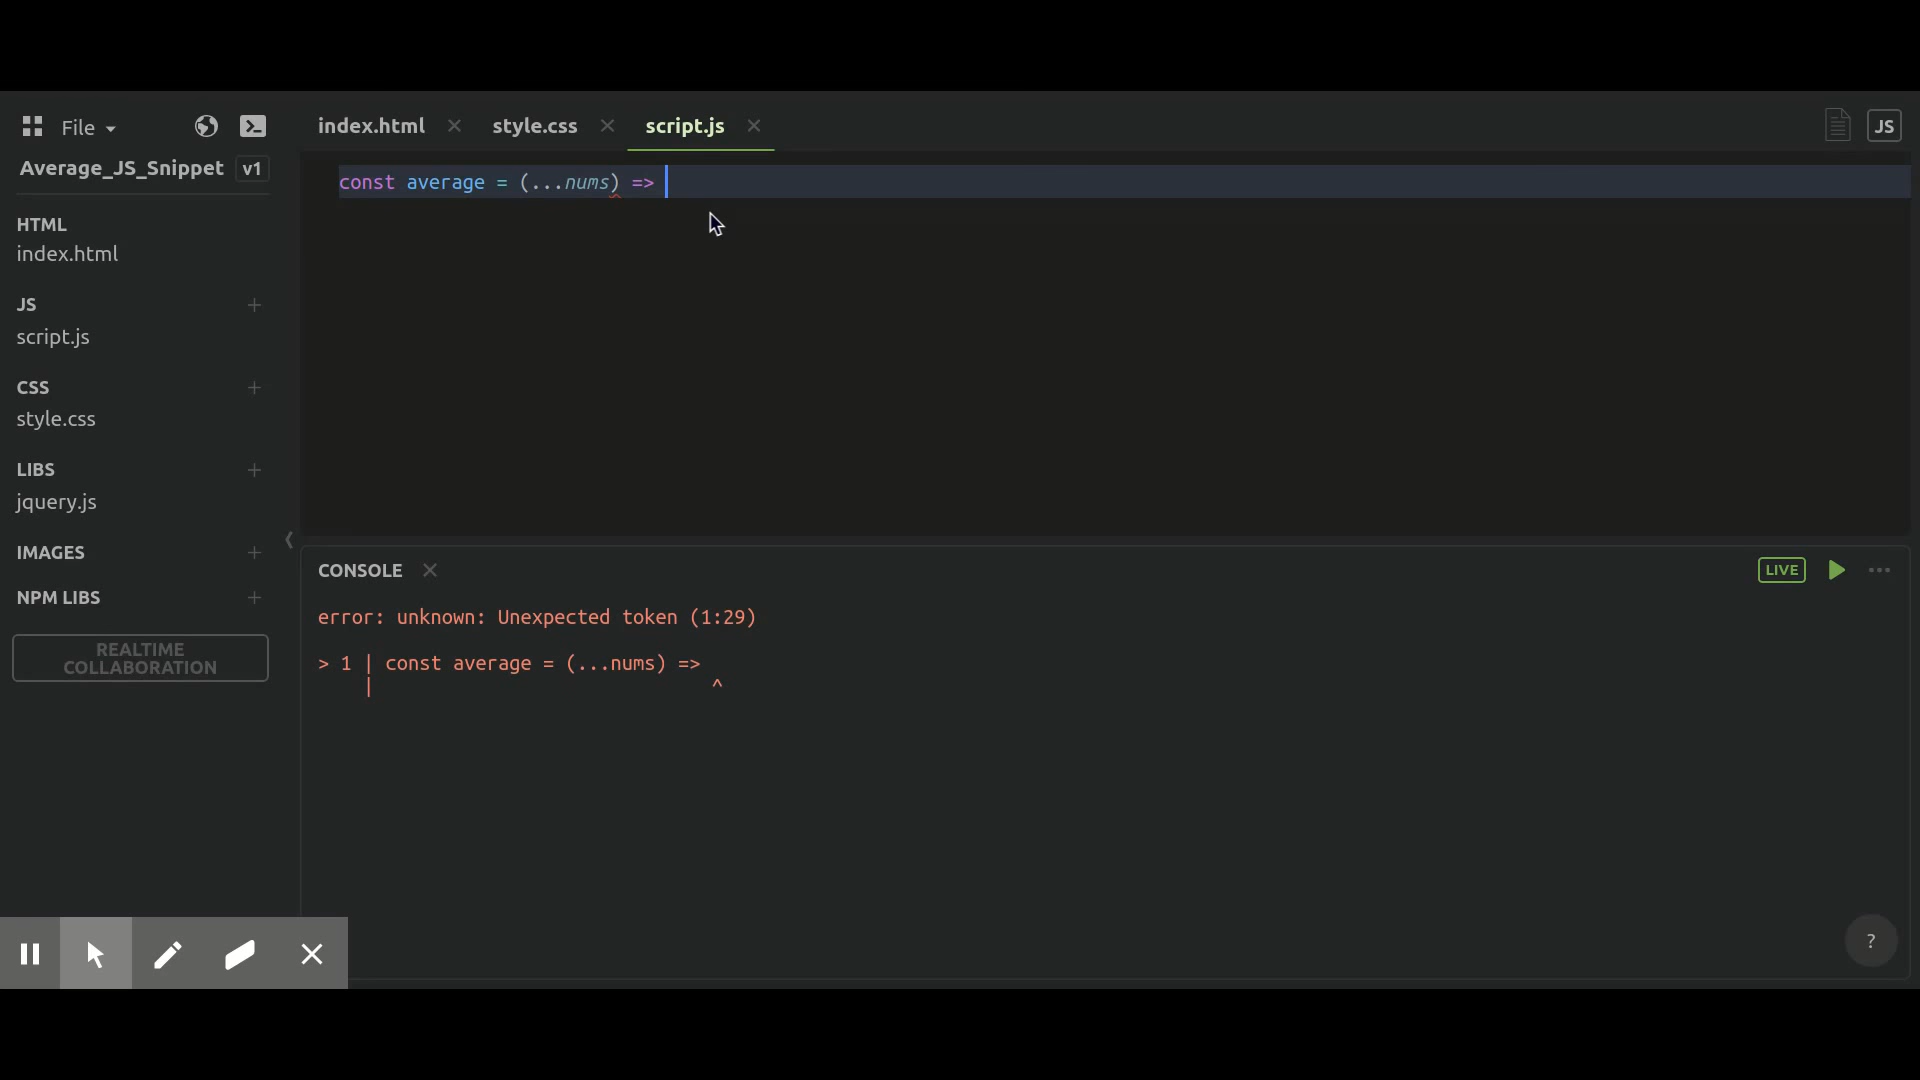 File
index.html
style.css
script.js
JS
Average_JS_Snippet
v1
const average = (...nums) =>
HTML
index.html
JS
script.js
CSS
style.css
LIBS
jquery.js
IMAGES
NPM LIBS
REALTIME
COLLABORATION
CONSOLE
LIVE
error: unknown: Unexpected token (1:29)
> 1 | const average = (...nums) =>
| ^
?